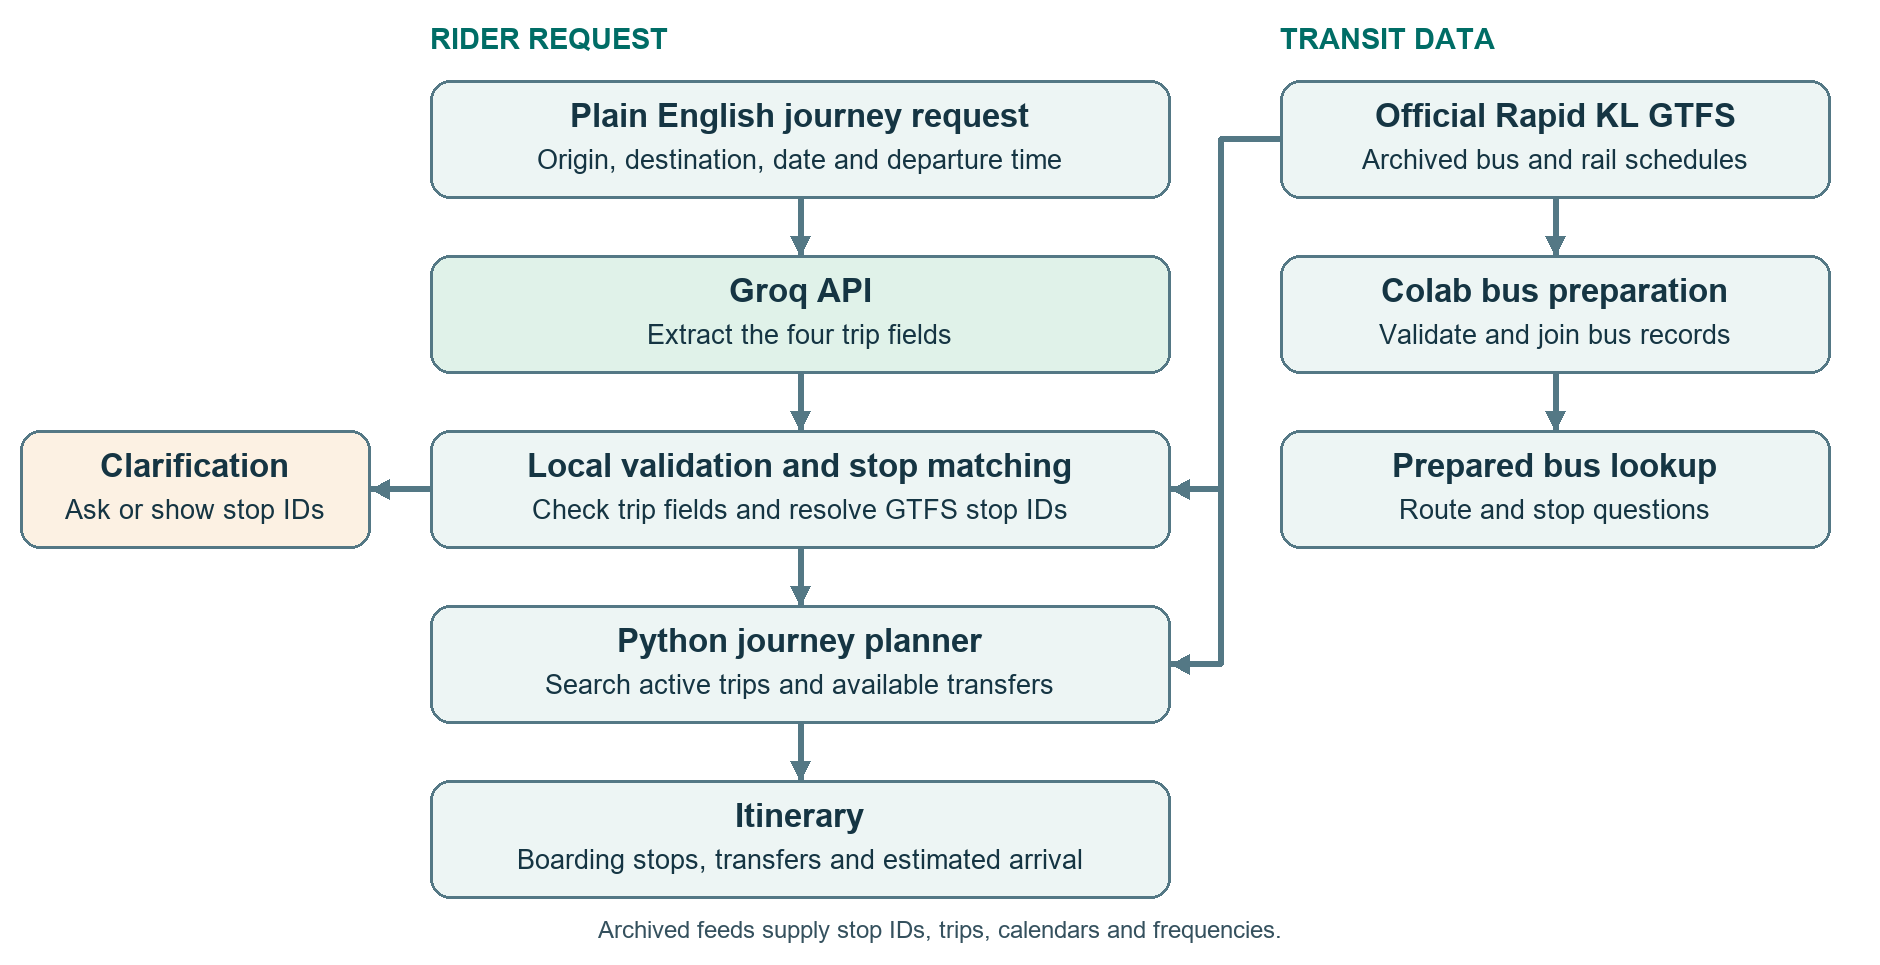 RIDER REQUEST
Plain English journey request
Origin, destination, date and departure time
Groq API
Extract the four trip fields
Local validation and stop matching
Check trip fields and resolve GTFS stop IDs
Clarification
Ask or show stop IDs
Python journey planner
Search active trips and available transfers
Itinerary
Boarding stops, transfers and estimated arrival
TRANSIT DATA
Official Rapid KL GTFS
Archived bus and rail schedules
Colab bus preparation
Validate and join bus records
Prepared bus lookup
Route and stop questions
Archived feeds supply stop IDs, trips, calendars and frequencies.